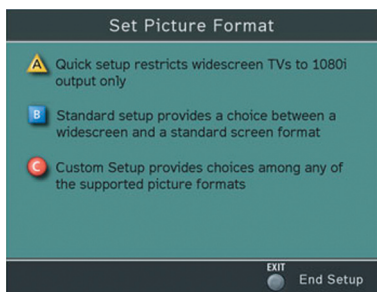 Set Picture Format
A Quick setup restricts widescreen TVs to 1080i
output only
B Standard setup provides a choice between a
widescreen and a standard screen format
C Custom Setup provides choices among any of
the supported picture formats
EXIT
End Setup